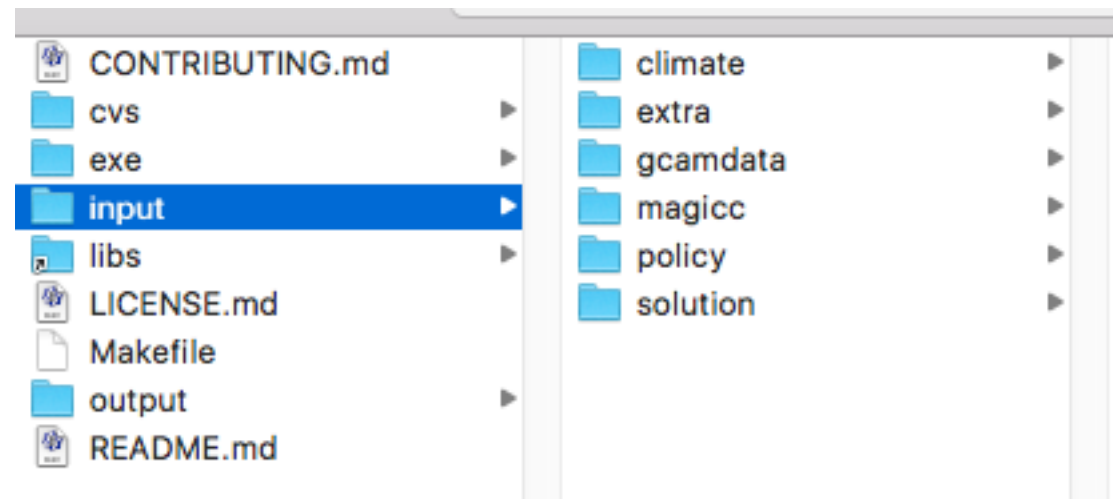 CONTRIBUTING.md
cvs
exe
input
libs
LICENSE.md
Makefile
output
README.md
climate
extra
gcamdata
magicc
policy
solution